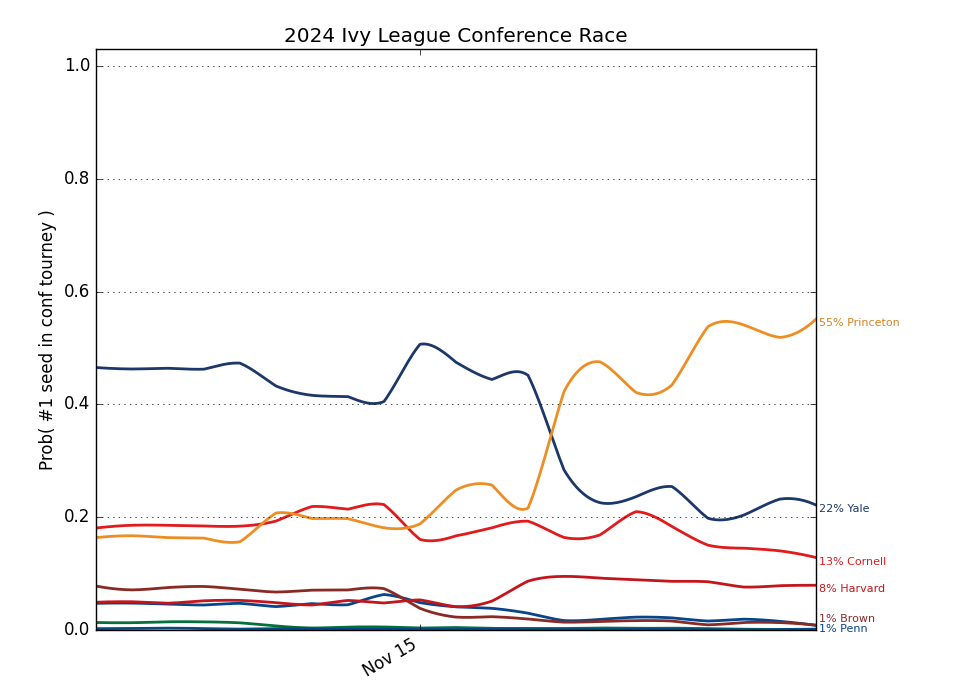 2024 Ivy League Conference Race
Prob( #1 seed in conf tourney )
1.0
0.8
0.6
0.4
0.2
0.0
Nov 15
55% Princeton
22% Yale
13% Cornell
8% Harvard
1% Brown
1% Penn